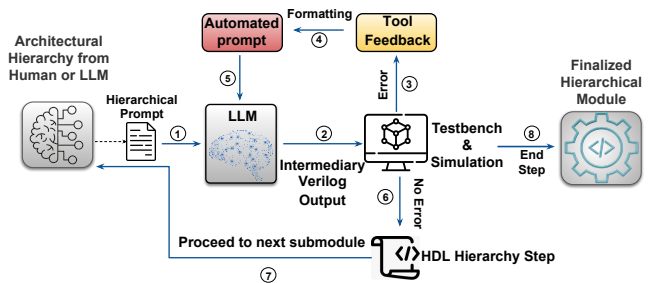 Architectural
Hierarchy from
Human or LLM
Hierarchical
Prompt
1
LLM
5
Automated
prompt
Formatting
4
Tool
Feedback
Error
3
2
Intermediary
Verilog
Output
Testbench
&
Simulation
8
End
Step
Finalized
Hierarchical
Module
6
No Error
</>
HDL Hierarchy Step
Proceed to next submodule
7
</>